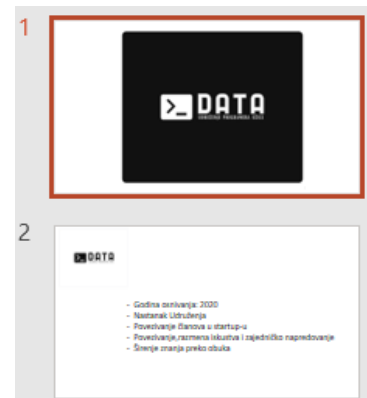 1
>_ DATA
2
>_ DATA
- Godina osnivanja: 2020
- Nastanak Udruženja
- Povezivanje članova u startup-u
- Povezivanje,razmena iskustva i zajedničko napredovanje
- Širenje znanja preko obuka